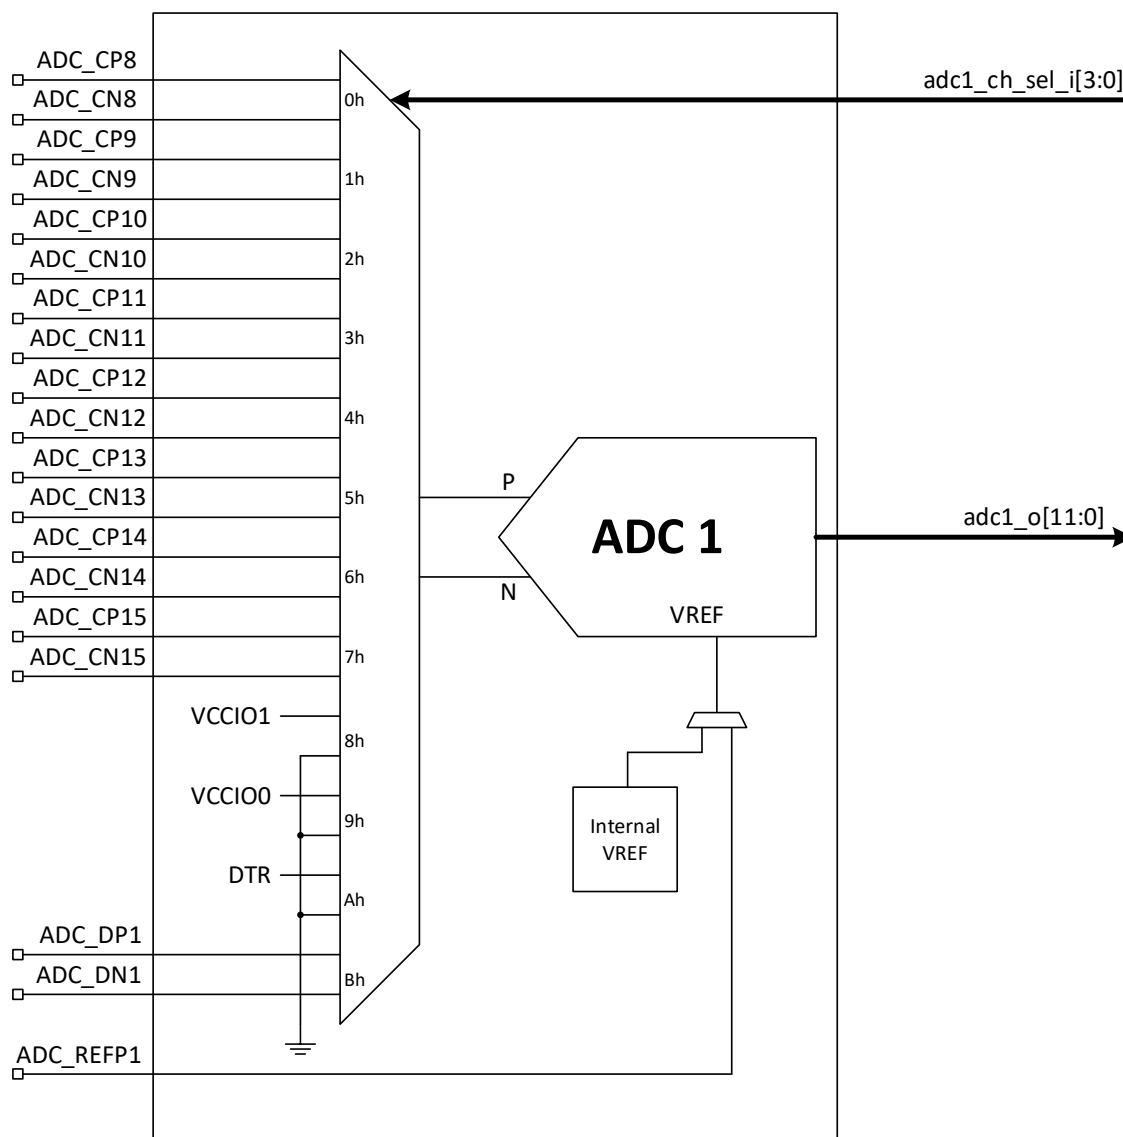 ADC_CP8
adc1_ch_sel_i[3:0]
0h
ADC_CN8
ADC_CP9
ADC_CN9
1h
ADC_CP10
ADC_CN10
2h
ADC_CP11
ADC_CN11
3h
ADC_CP12
ADC_CN12
4h
ADC_CP13
ADC_CN13
5h
P
ADC_CP14
ADC 1
adc1_o[11:0]
ADC_CN14
6h
N
ADC_CP15
VREF
ADC_CN15
7h
VCCIO1
8h
VCCIO0
9h
Internal
VREF
DTR
Ah
ADC_DP1
ADC_DN1
Bh
ADC_REFP1